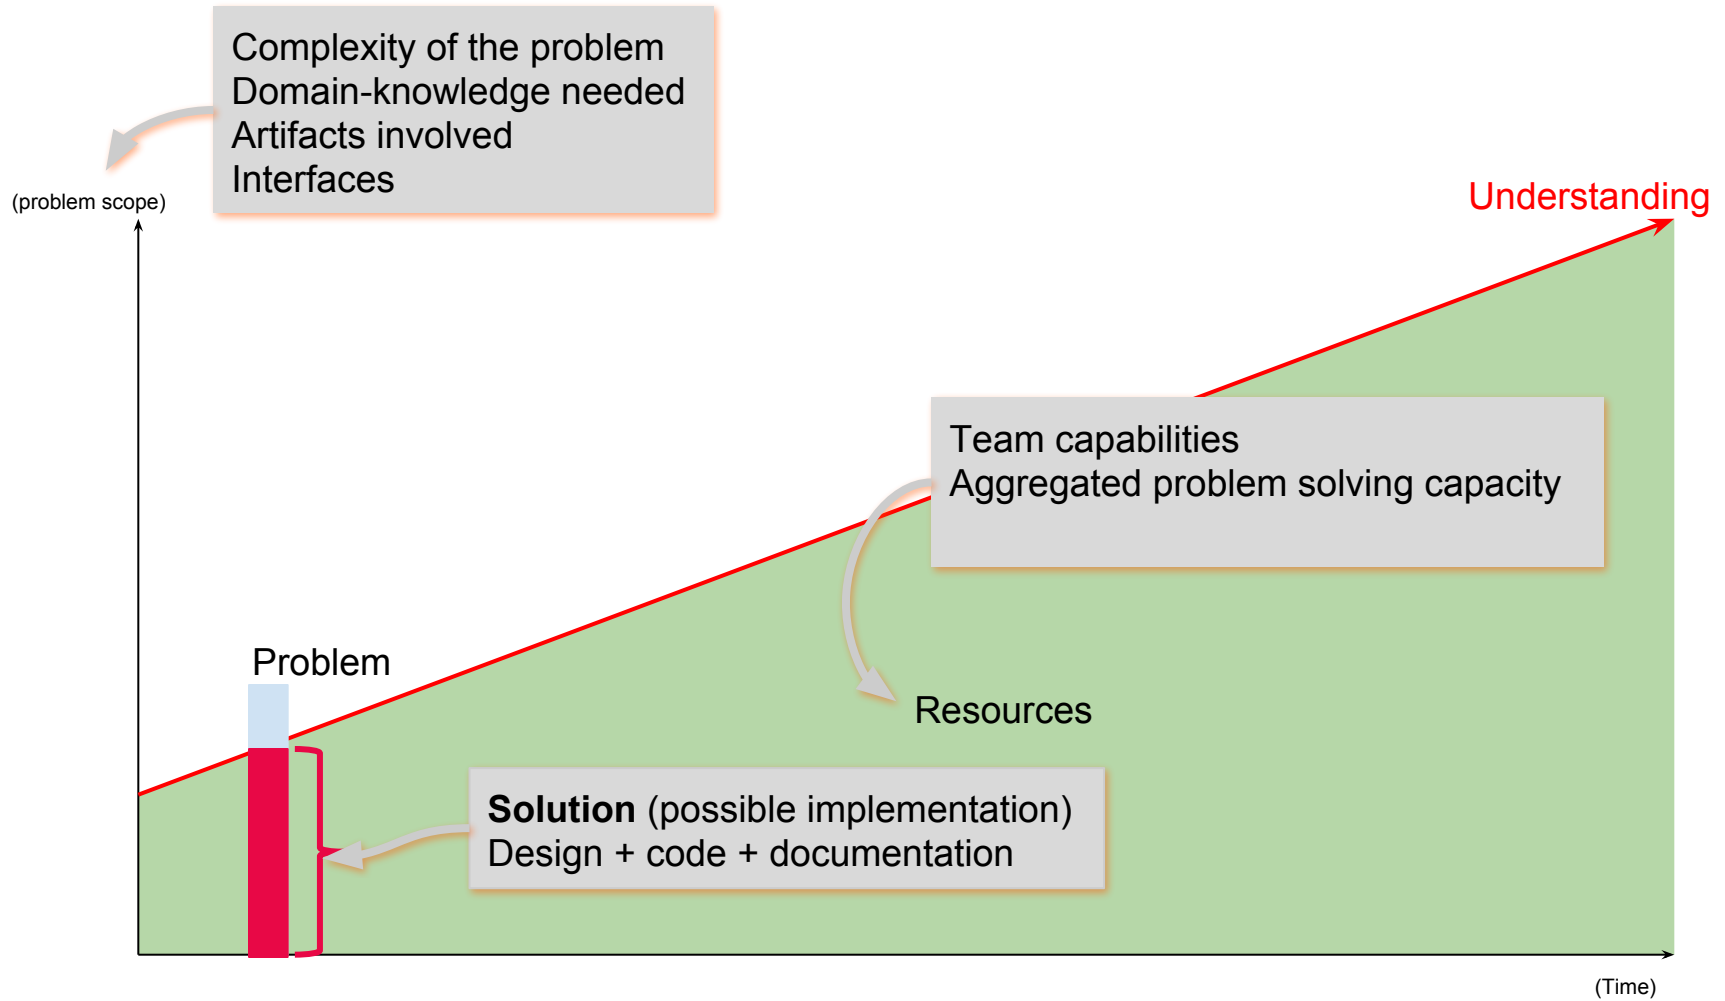 Complexity of the problem
Domain-knowledge needed
Artifacts involved
Interfaces
(problem scope)
Understanding
Team capabilities
Aggregated problem solving capacity
Problem
Resources
Solution (possible implementation)
Design + code + documentation
(Time)